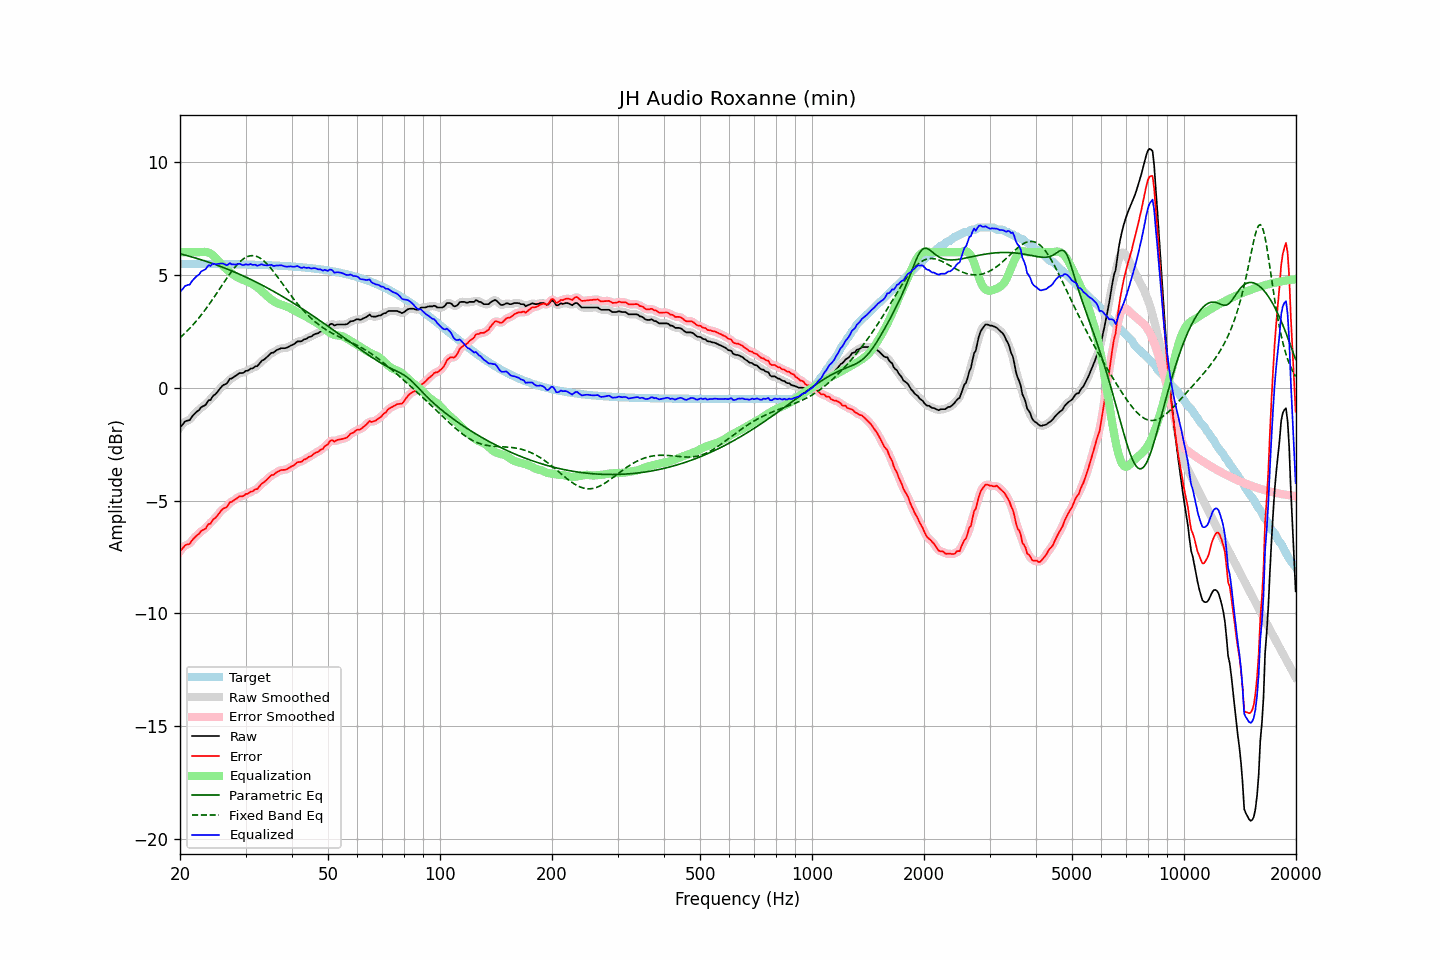 JH Audio Roxanne (min)
Amplitude (dBr)
10
5
0
−5
−10
−15
−20
Target
Raw Smoothed
Error Smoothed
Raw
Error
Equalization
Parametric Eq
Fixed Band Eq
Equalized
20 50 100 200 500 1000 2000 5000 10000 20000
Frequency (Hz)